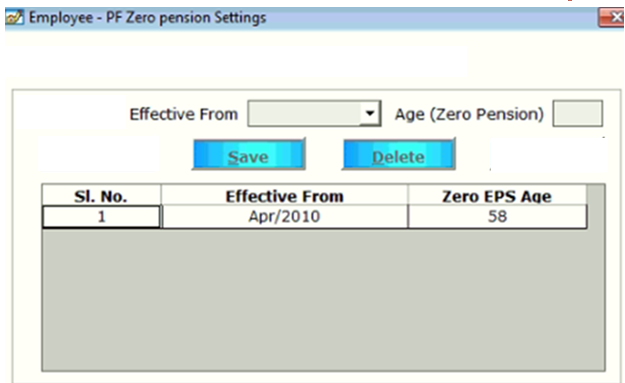 Employee - PF Zero pension Settings
Effective From Age (Zero Pension)
Save Delete
Sl. No. Effective From Zero EPS Age
1 Apr/2010 58